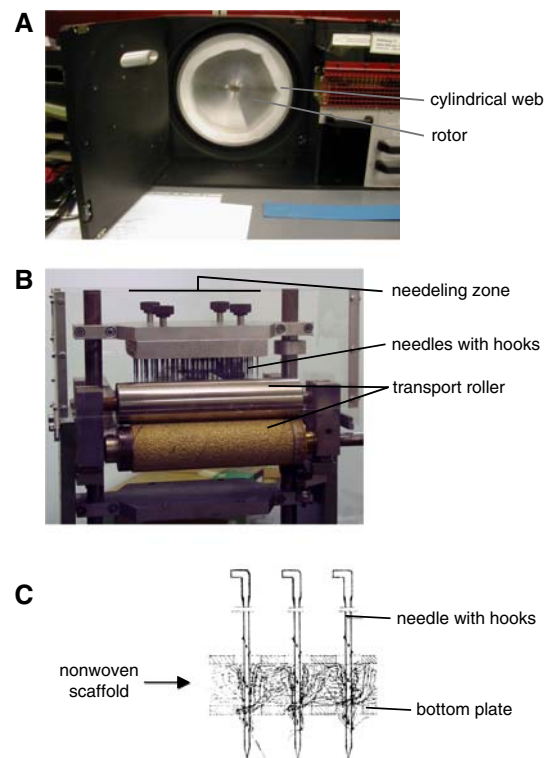 A
cylindrical web
rotor
B
needeling zone
needles with hooks
transport roller
C
needle with hooks
nonwoven
scaffold
bottom plate